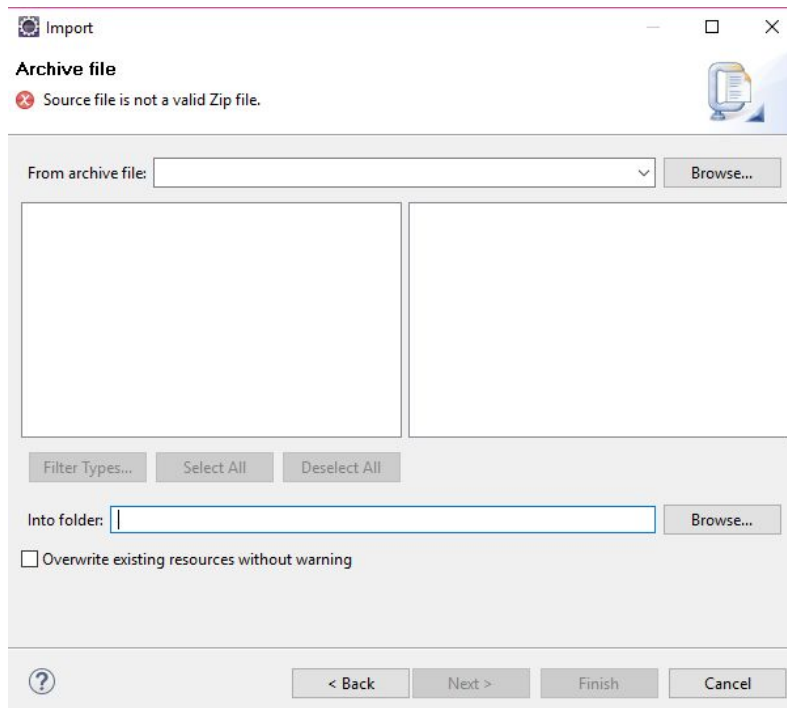 Import
Archive file
Source file is not a valid Zip file.
From archive file:
Browse...
Filter Types...
Select All
Deselect All
Into folder:
Browse...
Overwrite existing resources without warning
?
< Back
Next >
Finish
Cancel